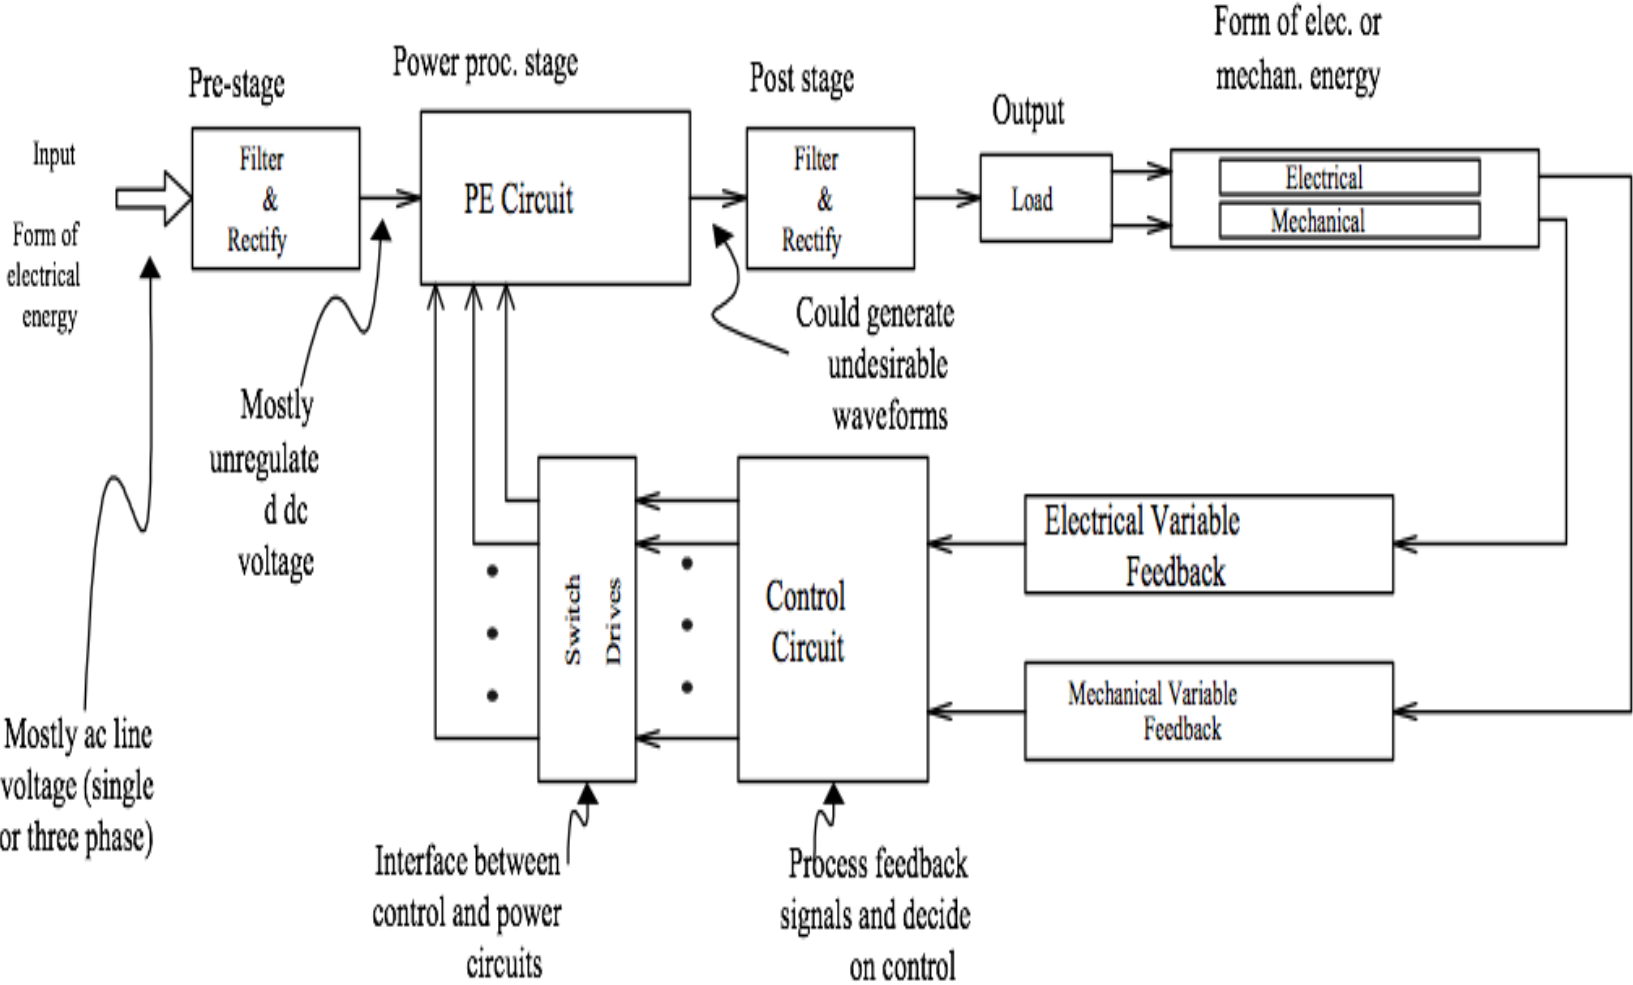 Form of elec. or
mechan. energy
Power proc. stage
Pre-stage
Post stage
Output
Input
Form of
electrical
energy
Filter
&
Rectify
PE Circuit
Filter
&
Rectify
Load
Electrical
Mechanical
Mostly
unregulate
d dc
voltage
Could generate
undesirable
waveforms
Switch
Drives
Control
Circuit
Electrical Variable
Feedback
Mechanical Variable
Feedback
Mostly ac line
voltage (single
or three phase)
Interface between
control and power
circuits
Process feedback
signals and decide
on control